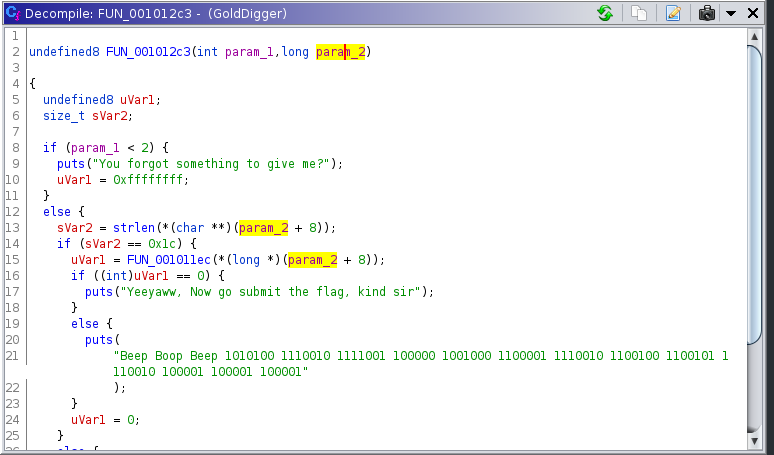 Decompile: FUN_001012c3 - (GoldDigger)
1
2 undefined8 FUN_001012c3(int param_1,long param_2)
3
4 {
5 undefined8 uVar1;
6 size_t sVar2;
7
8 if (param_1 < 2) {
9 puts("You forgot something to give me?");
10 uVar1 = 0xffffffff;
11 }
12 else {
13 sVar2 = strlen(*(char **)(param_2 + 8));
14 if (sVar2 == 0x1c) {
15 uVar1 = FUN_001011ec(*(long *)(param_2 + 8));
16 if ((int)uVar1 == 0) {
17 puts("Yeeyaww, Now go submit the flag, kind sir");
18 }
19 else {
20 puts(
21 "Beep Boop Beep 1010100 1110010 1111001 100000 1001000 1100001 1110010 1100100 1100101 1
110010 100001 100001 100001"
22 );
23 }
24 uVar1 = 0;
25 }